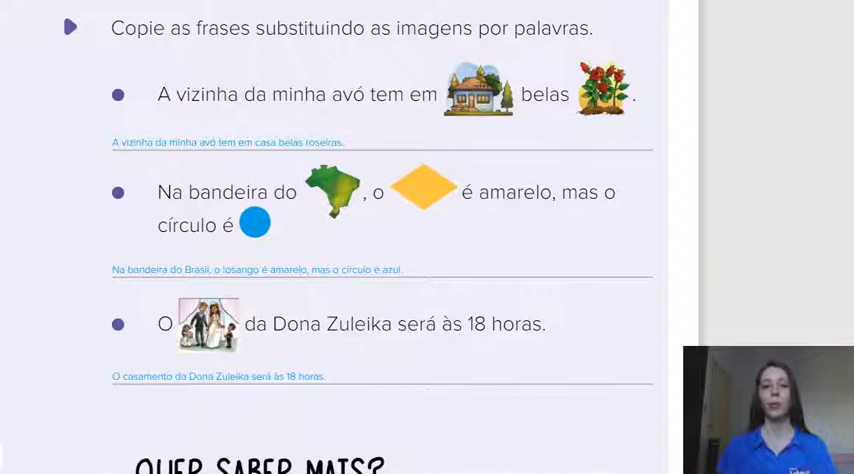 Copie as frases substituindo as imagens por palavras.
A vizinha da minha avó tem em belas .
A vizinha da minha avó tem em casa belas roseiras.
Na bandeira do , o é amarelo, mas o
círculo é
Na bandeira do Brasil, o losango é amarelo, mas o círculo é azul.
O da Dona Zuleika será às 18 horas.
O casamento da Dona Zuleika será às 18 horas.
QUER SABER MAIS?